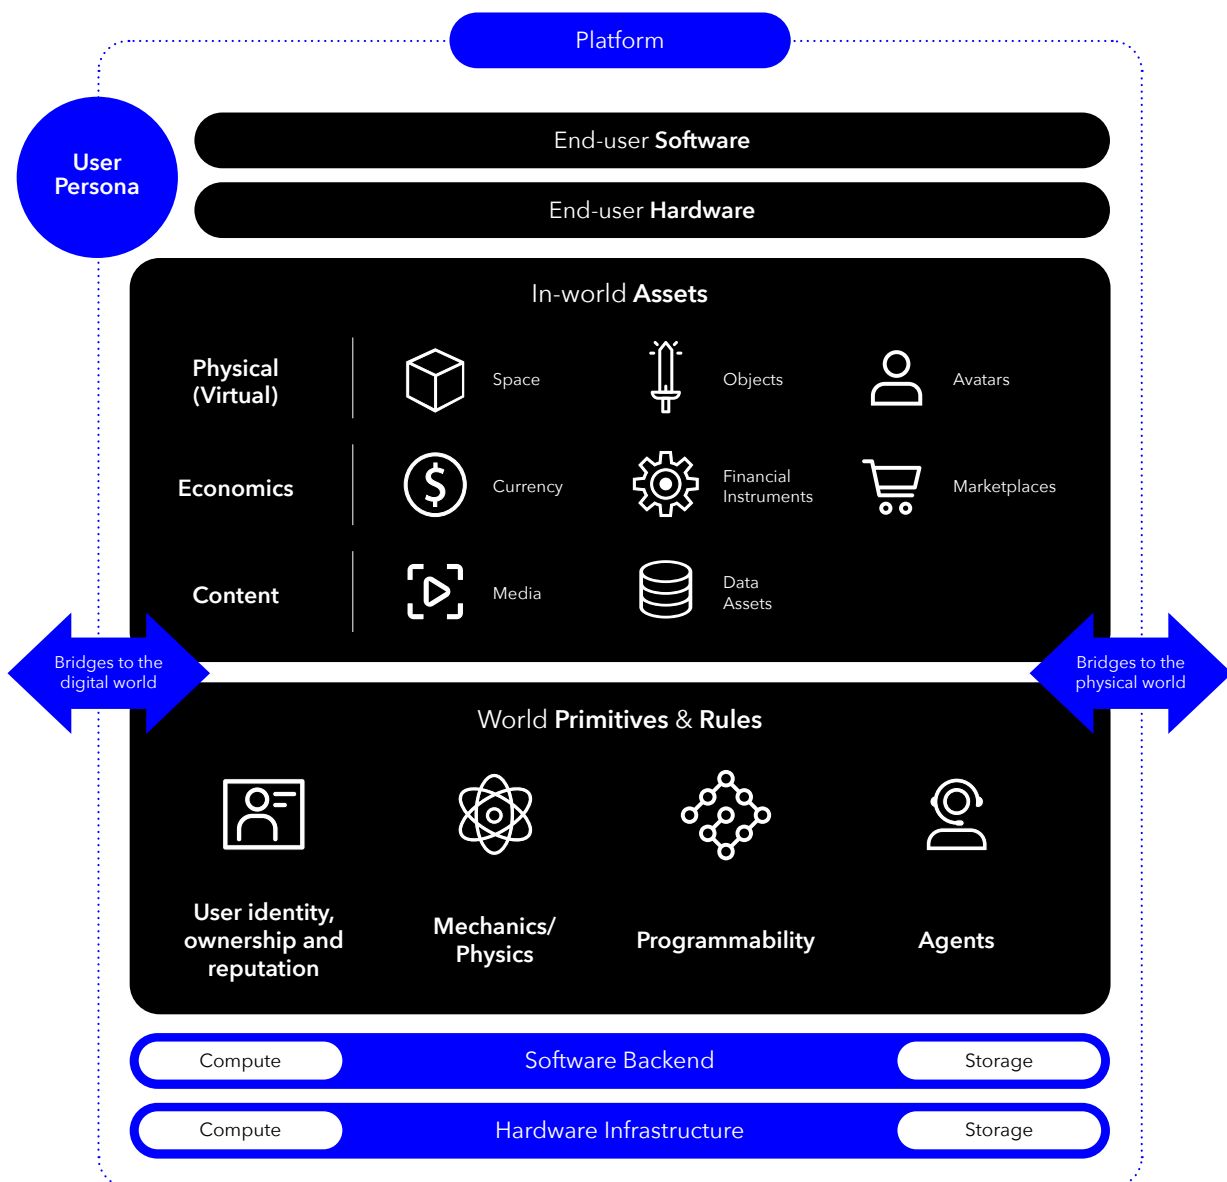 Platform
User
Persona
End-user Software
End-user Hardware
In-world Assets
Physical
(Virtual)
Space
Objects
Avatars
Economics
Currency
Financial
Instruments
Marketplaces
Content
Media
Data
Assets
Bridges to the
digital world
Bridges to the
physical world
World Primitives & Rules
User identity,
ownership and
reputation
Mechanics/
Physics
Programmability
Agents
Compute
Software Backend
Storage
Compute
Hardware Infrastructure
Storage